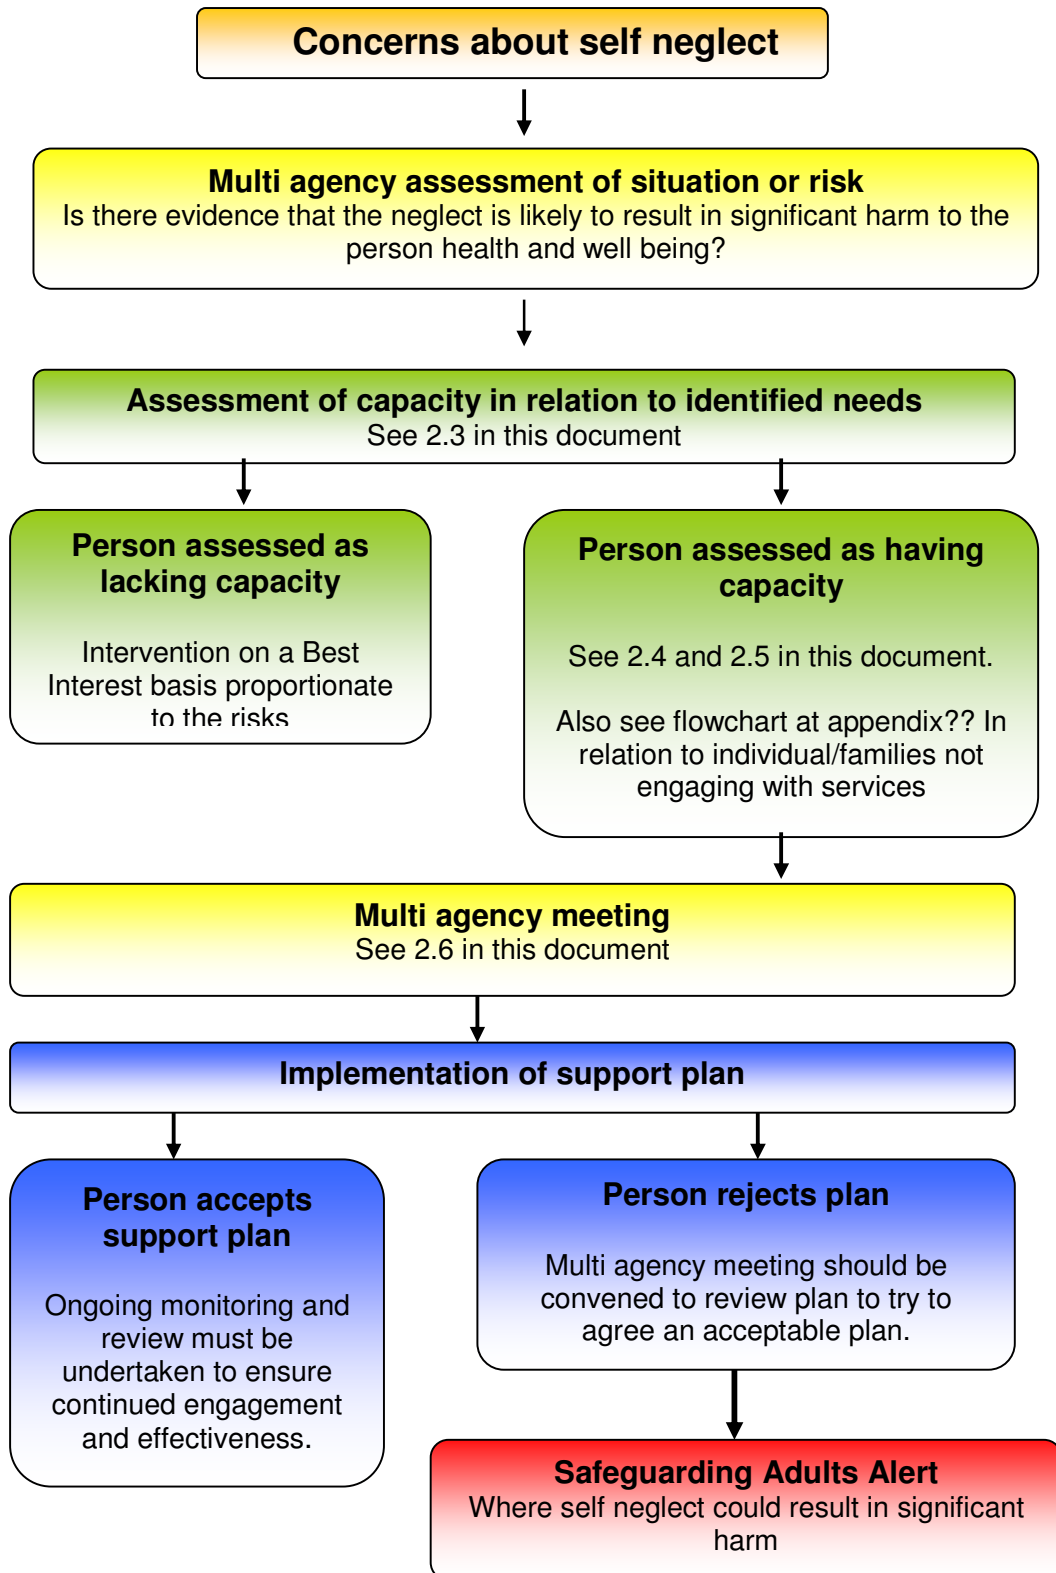 Concerns about self neglect
Multi agency assessment of situation or risk
Is there evidence that the neglect is likely to result in significant harm to the
person health and well being?
Assessment of capacity in relation to identified needs
See 2.3 in this document
Person assessed as
lacking capacity
Intervention on a Best
Interest basis proportionate
to the risks
Person assessed as having
capacity
See 2.4 and 2.5 in this document.
Also see flowchart at appendix?? In
relation to individual/families not
engaging with services
Multi agency meeting
See 2.6 in this document
Implementation of support plan
Person accepts
support plan
Ongoing monitoring and
review must be
undertaken to ensure
continued engagement
and effectiveness.
Person rejects plan
Multi agency meeting should be
convened to review plan to try to
agree an acceptable plan.
Safeguarding Adults Alert
Where self neglect could result in significant
harm